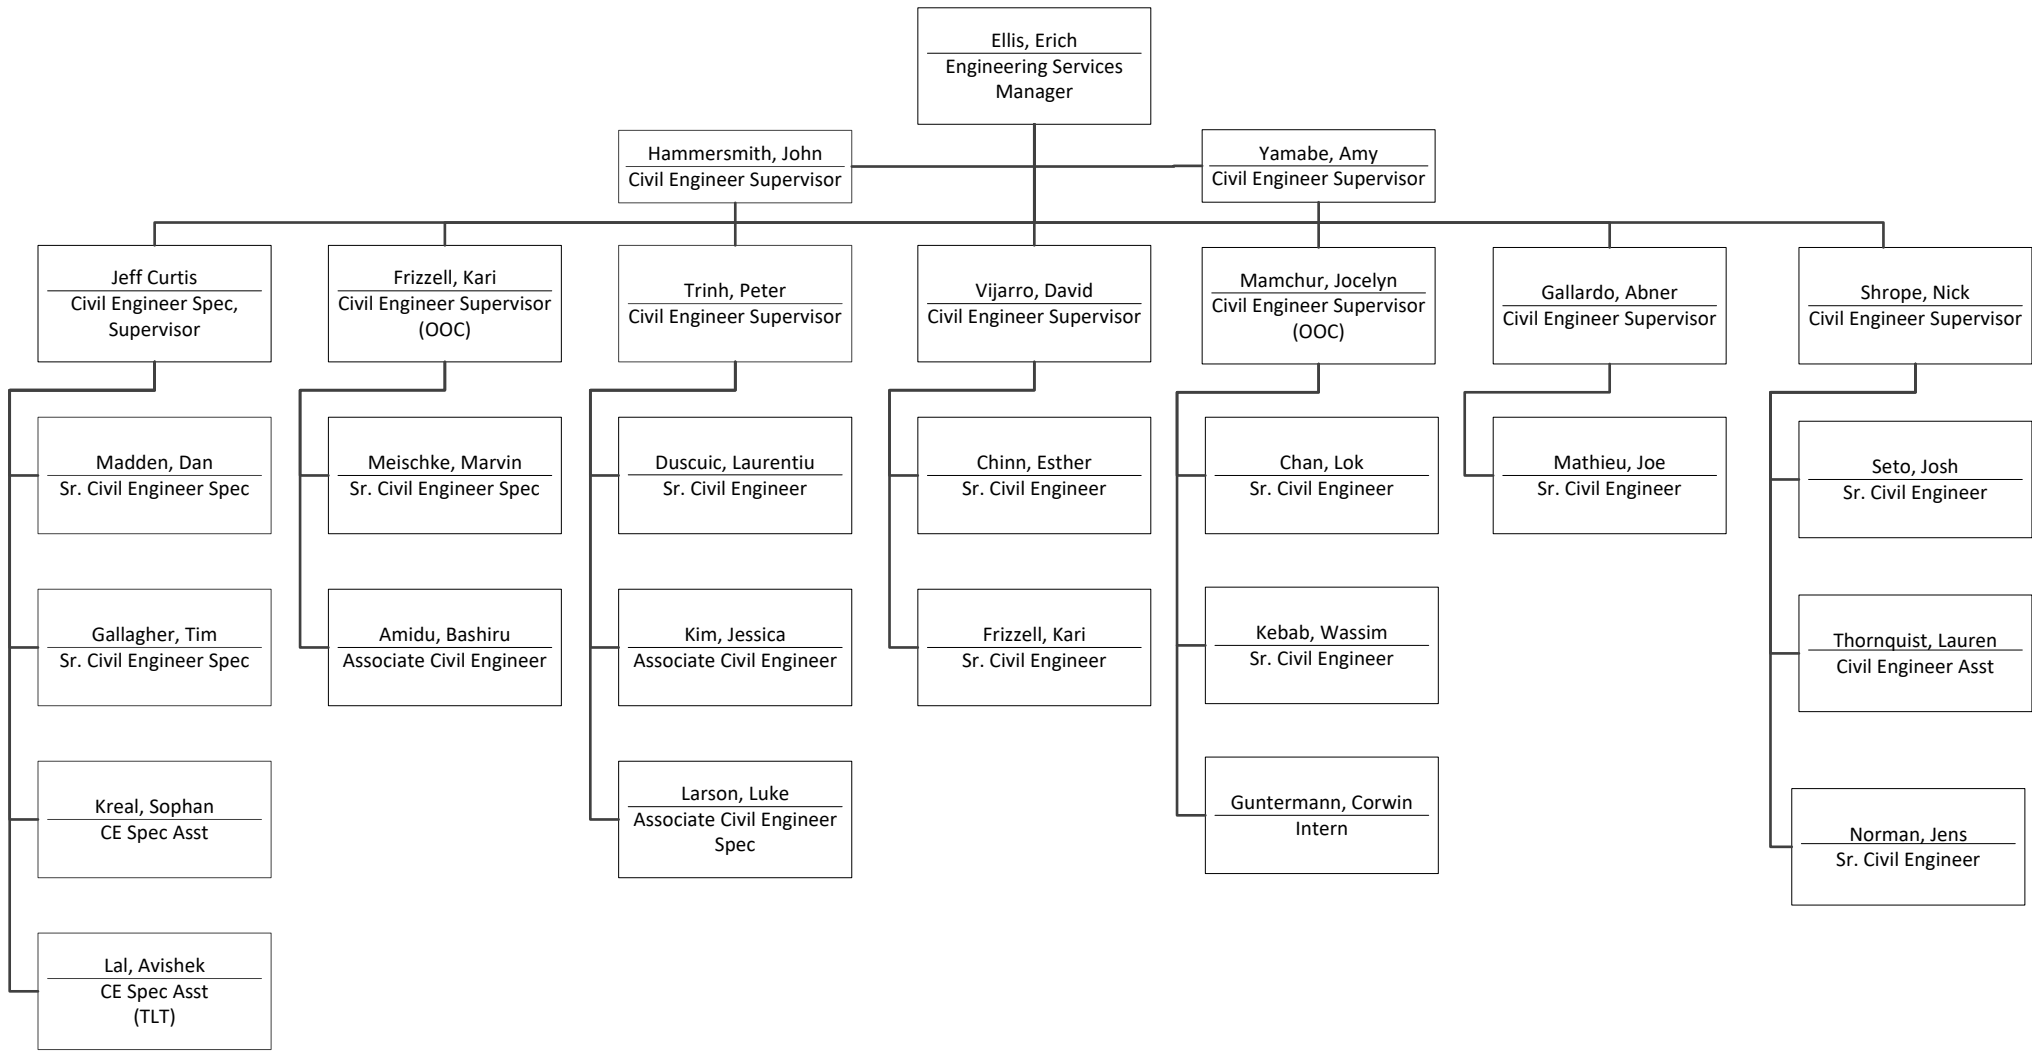 Ellis, Erich
Engineering Services
Manager
Hammersmith, John
Civil Engineer Supervisor
Yamabe, Amy
Civil Engineer Supervisor
Jeff Curtis
Civil Engineer Spec,
Supervisor
Frizzell, Kari
Civil Engineer Supervisor
(OOC)
Trinh, Peter
Civil Engineer Supervisor
Vijarro, David
Civil Engineer Supervisor
Mamchur, Jocelyn
Civil Engineer Supervisor
(OOC)
Gallardo, Abner
Civil Engineer Supervisor
Shrope, Nick
Civil Engineer Supervisor
Madden, Dan
Sr. Civil Engineer Spec
Meischke, Marvin
Sr. Civil Engineer Spec
Duscuic, Laurentiu
Sr. Civil Engineer
Chinn, Esther
Sr. Civil Engineer
Chan, Lok
Sr. Civil Engineer
Mathieu, Joe
Sr. Civil Engineer
Seto, Josh
Sr. Civil Engineer
Gallagher, Tim
Sr. Civil Engineer Spec
Amidu, Bashiru
Associate Civil Engineer
Kim, Jessica
Associate Civil Engineer
Frizzell, Kari
Sr. Civil Engineer
Kebab, Wassim
Sr. Civil Engineer
Thornquist, Lauren
Civil Engineer Asst
Kreal, Sophan
CE Spec Asst
Larson, Luke
Associate Civil Engineer
Spec
Guntermann, Corwin
Intern
Norman, Jens
Sr. Civil Engineer
Lal, Avishek
CE Spec Asst
(TLT)